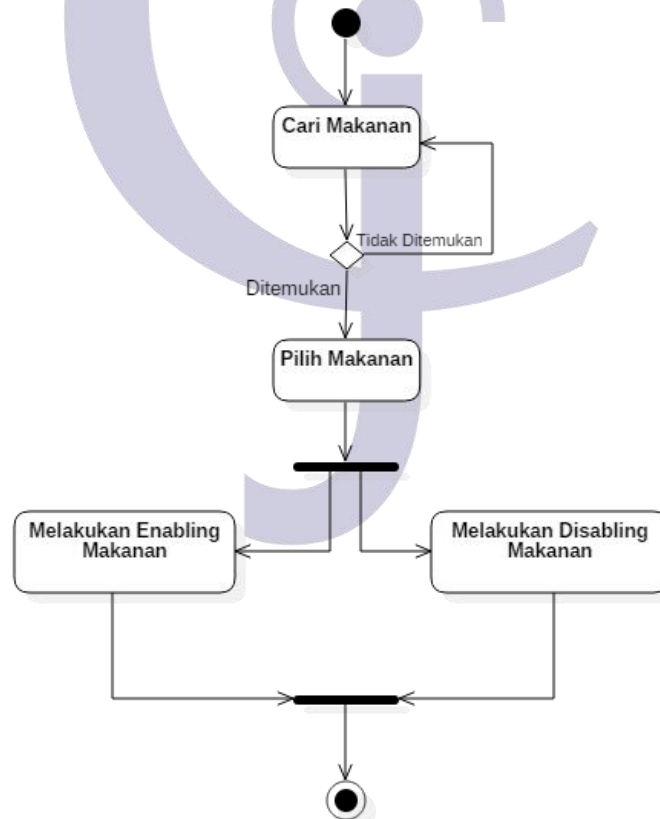 Cari Makanan
Tidak Ditemukan
Ditemukan
Pilih Makanan
Melakukan Enabling
Makanan
Melakukan Disabling
Makanan